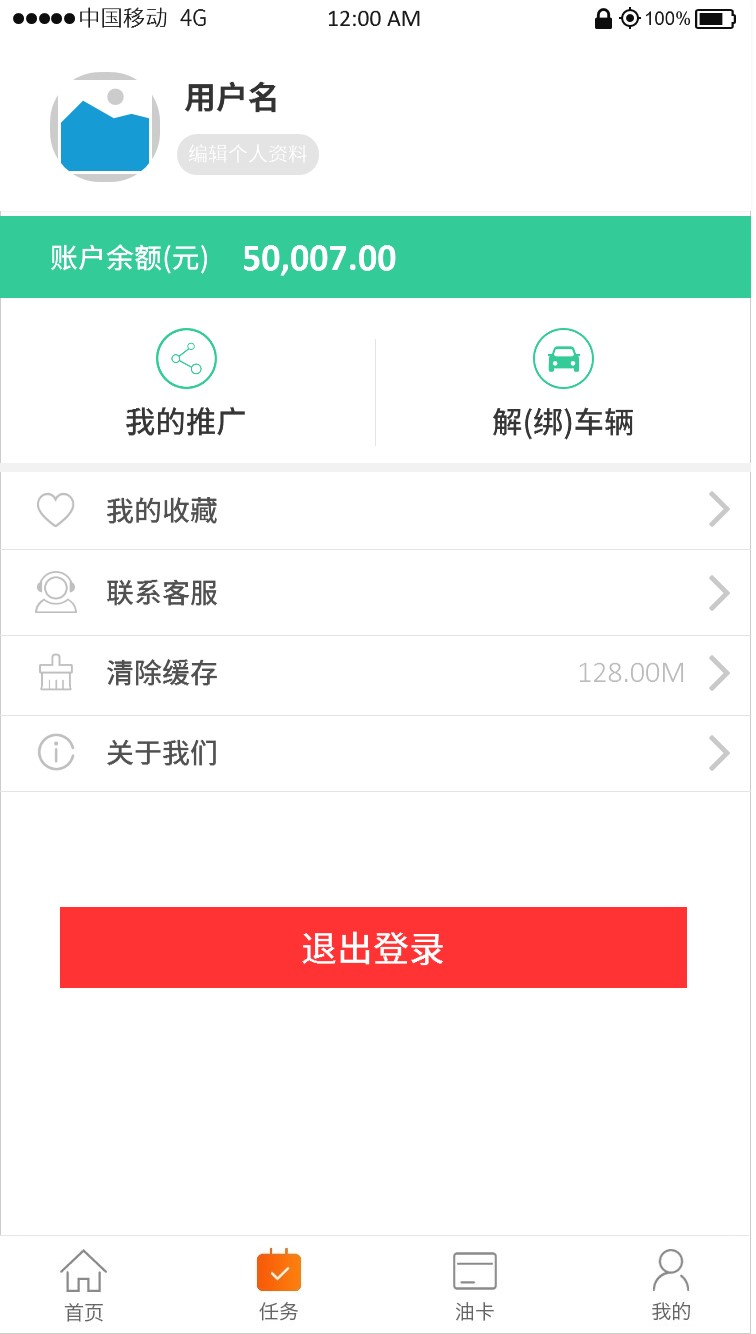 中国移动 4G 12:00 AM 100%
用户名
编辑个人资料
账户余额(元) 50,007.00
我的推广 解(绑)车辆
我的收藏
联系客服
清除缓存 128.00M
关于我们
退出登录
首页 任务 油卡 我的